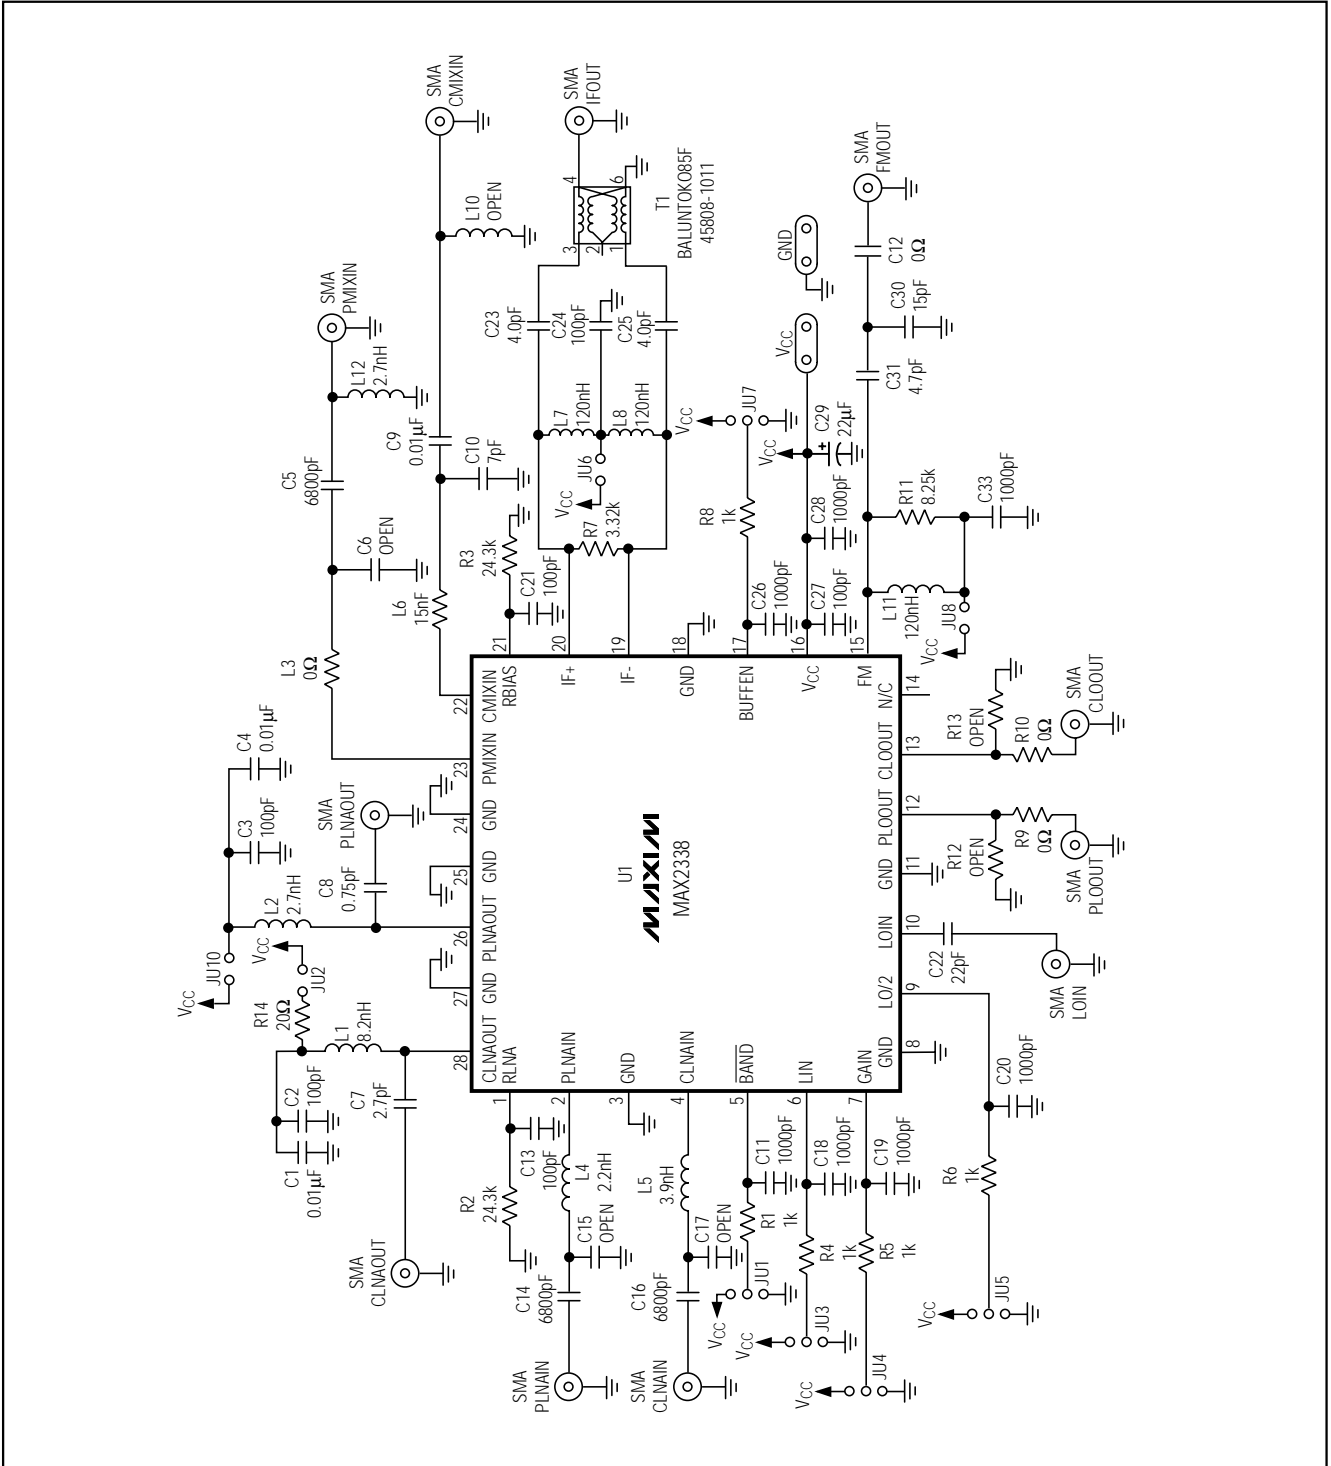 SMA
CMIXIN
SMA
IFOUT
L10
OPEN
4
6
3
2
1
T1
BALUNTOKO85F
45808-1011
SMA
FMOUT
SMA
PMIXIN
L12
2.7nH
C9
0.01µF
C10
7pF
C5
6800pF
C6
OPEN
C23
4.0pF
C24
100pF
C25
4.0pF
GND
VCC
C12
0Ω
C30
15pF
C31
4.7pF
L7
120nH
L8
120nH
VCC
JU7
JU6
VCC
R7
3.32k
R8
1k
VCC
C29
22µF
+
C28
1000pF
R11
8.25k
C33
1000pF
L3
0Ω
L6
15nF
R3
24.3k
C21
100pF
C26
1000pF
C27
100pF
L11
120nH
JU8
VCC
C4
0.01µF
C3
100pF
SMA
PLNAOUT
C8
0.75pF
L2
2.7nH
JU10
VCC
VCC
JU2
R14
20Ω
L1
8.2nH
C2
100pF
C1
0.01µF
C7
2.7pF
SMA
CLNAOUT
21
RBIAS
20
IF+
19
IF-
18
GND
17
BUFFEN
16
VCC
15
FM
22
CMIXIN
23
PMIXIN
24
GND
25
GND
26
PLNAOUT
27
GND
28
CLNAOUT
U1
MAXIM
MAX2338
14
N/C
13
CLOOUT
12
PLOOUT
11
GND
10
LOIN
9
LO/2
8
GND
RLNA
1
PLNAIN
2
GND
3
CLNAIN
4
BAND
5
LIN
6
GAIN
7
R13
OPEN
R10
0Ω
SMA
CLOOUT
R12
OPEN
R9
0Ω
SMA
PLOOUT
C22
22pF
SMA
LOIN
C20
1000pF
R6
1k
VCC
JU5
R2
24.3k
C13
100pF
L4
2.2nH
C15
OPEN
C14
6800pF
SMA
PLNAIN
L5
3.9nH
C17
OPEN
C16
6800pF
SMA
CLNAIN
C11
1000pF
R1
1k
JU1
VCC
C18
1000pF
R4
1k
JU3
VCC
C19
1000pF
R5
1k
JU4
VCC